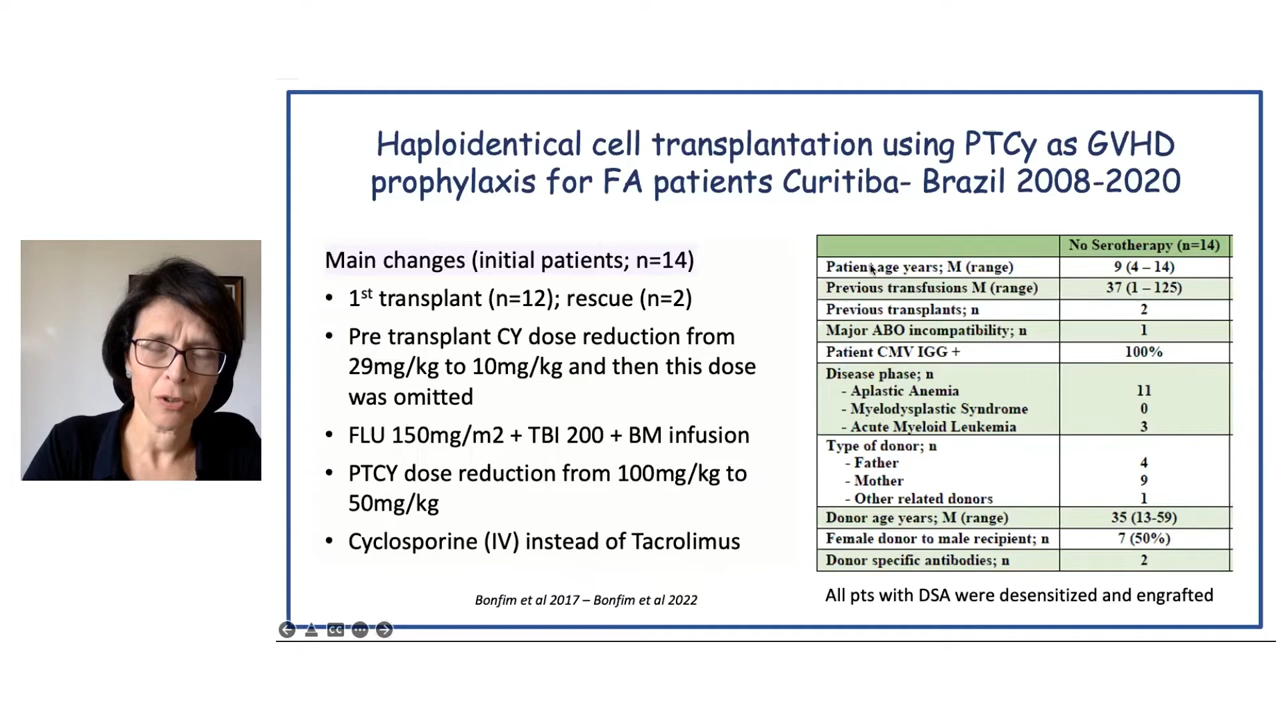 Haploidentical cell transplantation using PTCy as GVHD
prophylaxis for FA patients Curitiba- Brazil 2008-2020
Main changes (initial patients; n=14)
• 1st transplant (n=12); rescue (n=2)
• Pre transplant CY dose reduction from
29mg/kg to 10mg/kg and then this dose
was omitted
• FLU 150mg/m2 + TBI 200 + BM infusion
• PTCY dose reduction from 100mg/kg to
50mg/kg
• Cyclosporine (IV) instead of Tacrolimus
Bonfim et al 2017 – Bonfim et al 2022
No Serotherapy (n=14)
Patient age years; M (range) 9 (4 – 14)
Previous transfusions M (range) 37 (1 – 125)
Previous transplants; n 2
Major ABO incompatibility; n 1
Patient CMV IGG + 100%
Disease phase; n
- Aplastic Anemia 11
- Myelodysplastic Syndrome 0
- Acute Myeloid Leukemia 3
Type of donor; n
- Father 4
- Mother 9
- Other related donors 1
Donor age years; M (range) 35 (13-59)
Female donor to male recipient; n 7 (50%)
Donor specific antibodies; n 2
All pts with DSA were desensitized and engrafted
CC